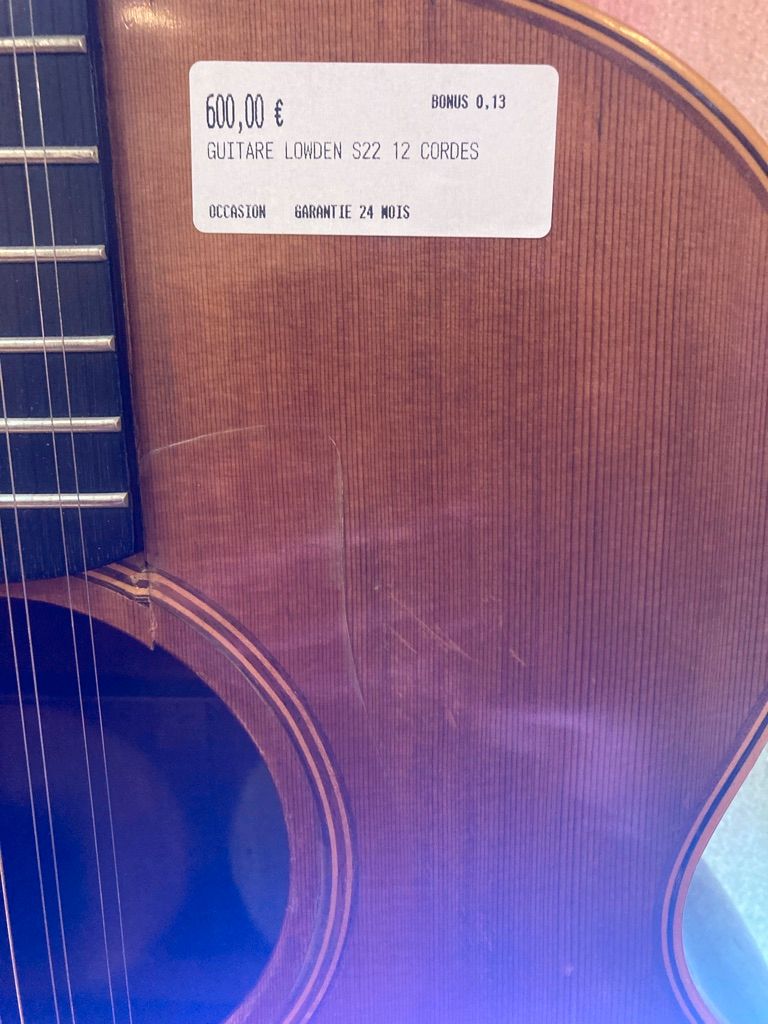 600,00 €
BONUS 0,13
GUITARE LOWDEN S22 12 CORDES
OCCASION GARANTIE 24 MOIS